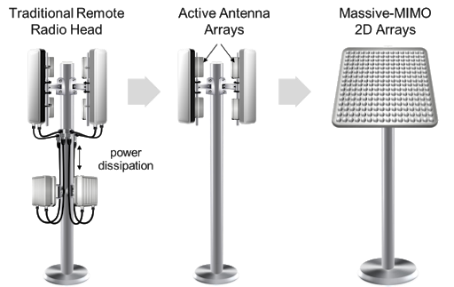 Traditional Remote
Radio Head
Active Antenna
Arrays
Massive-MIMO
2D Arrays
power
dissipation